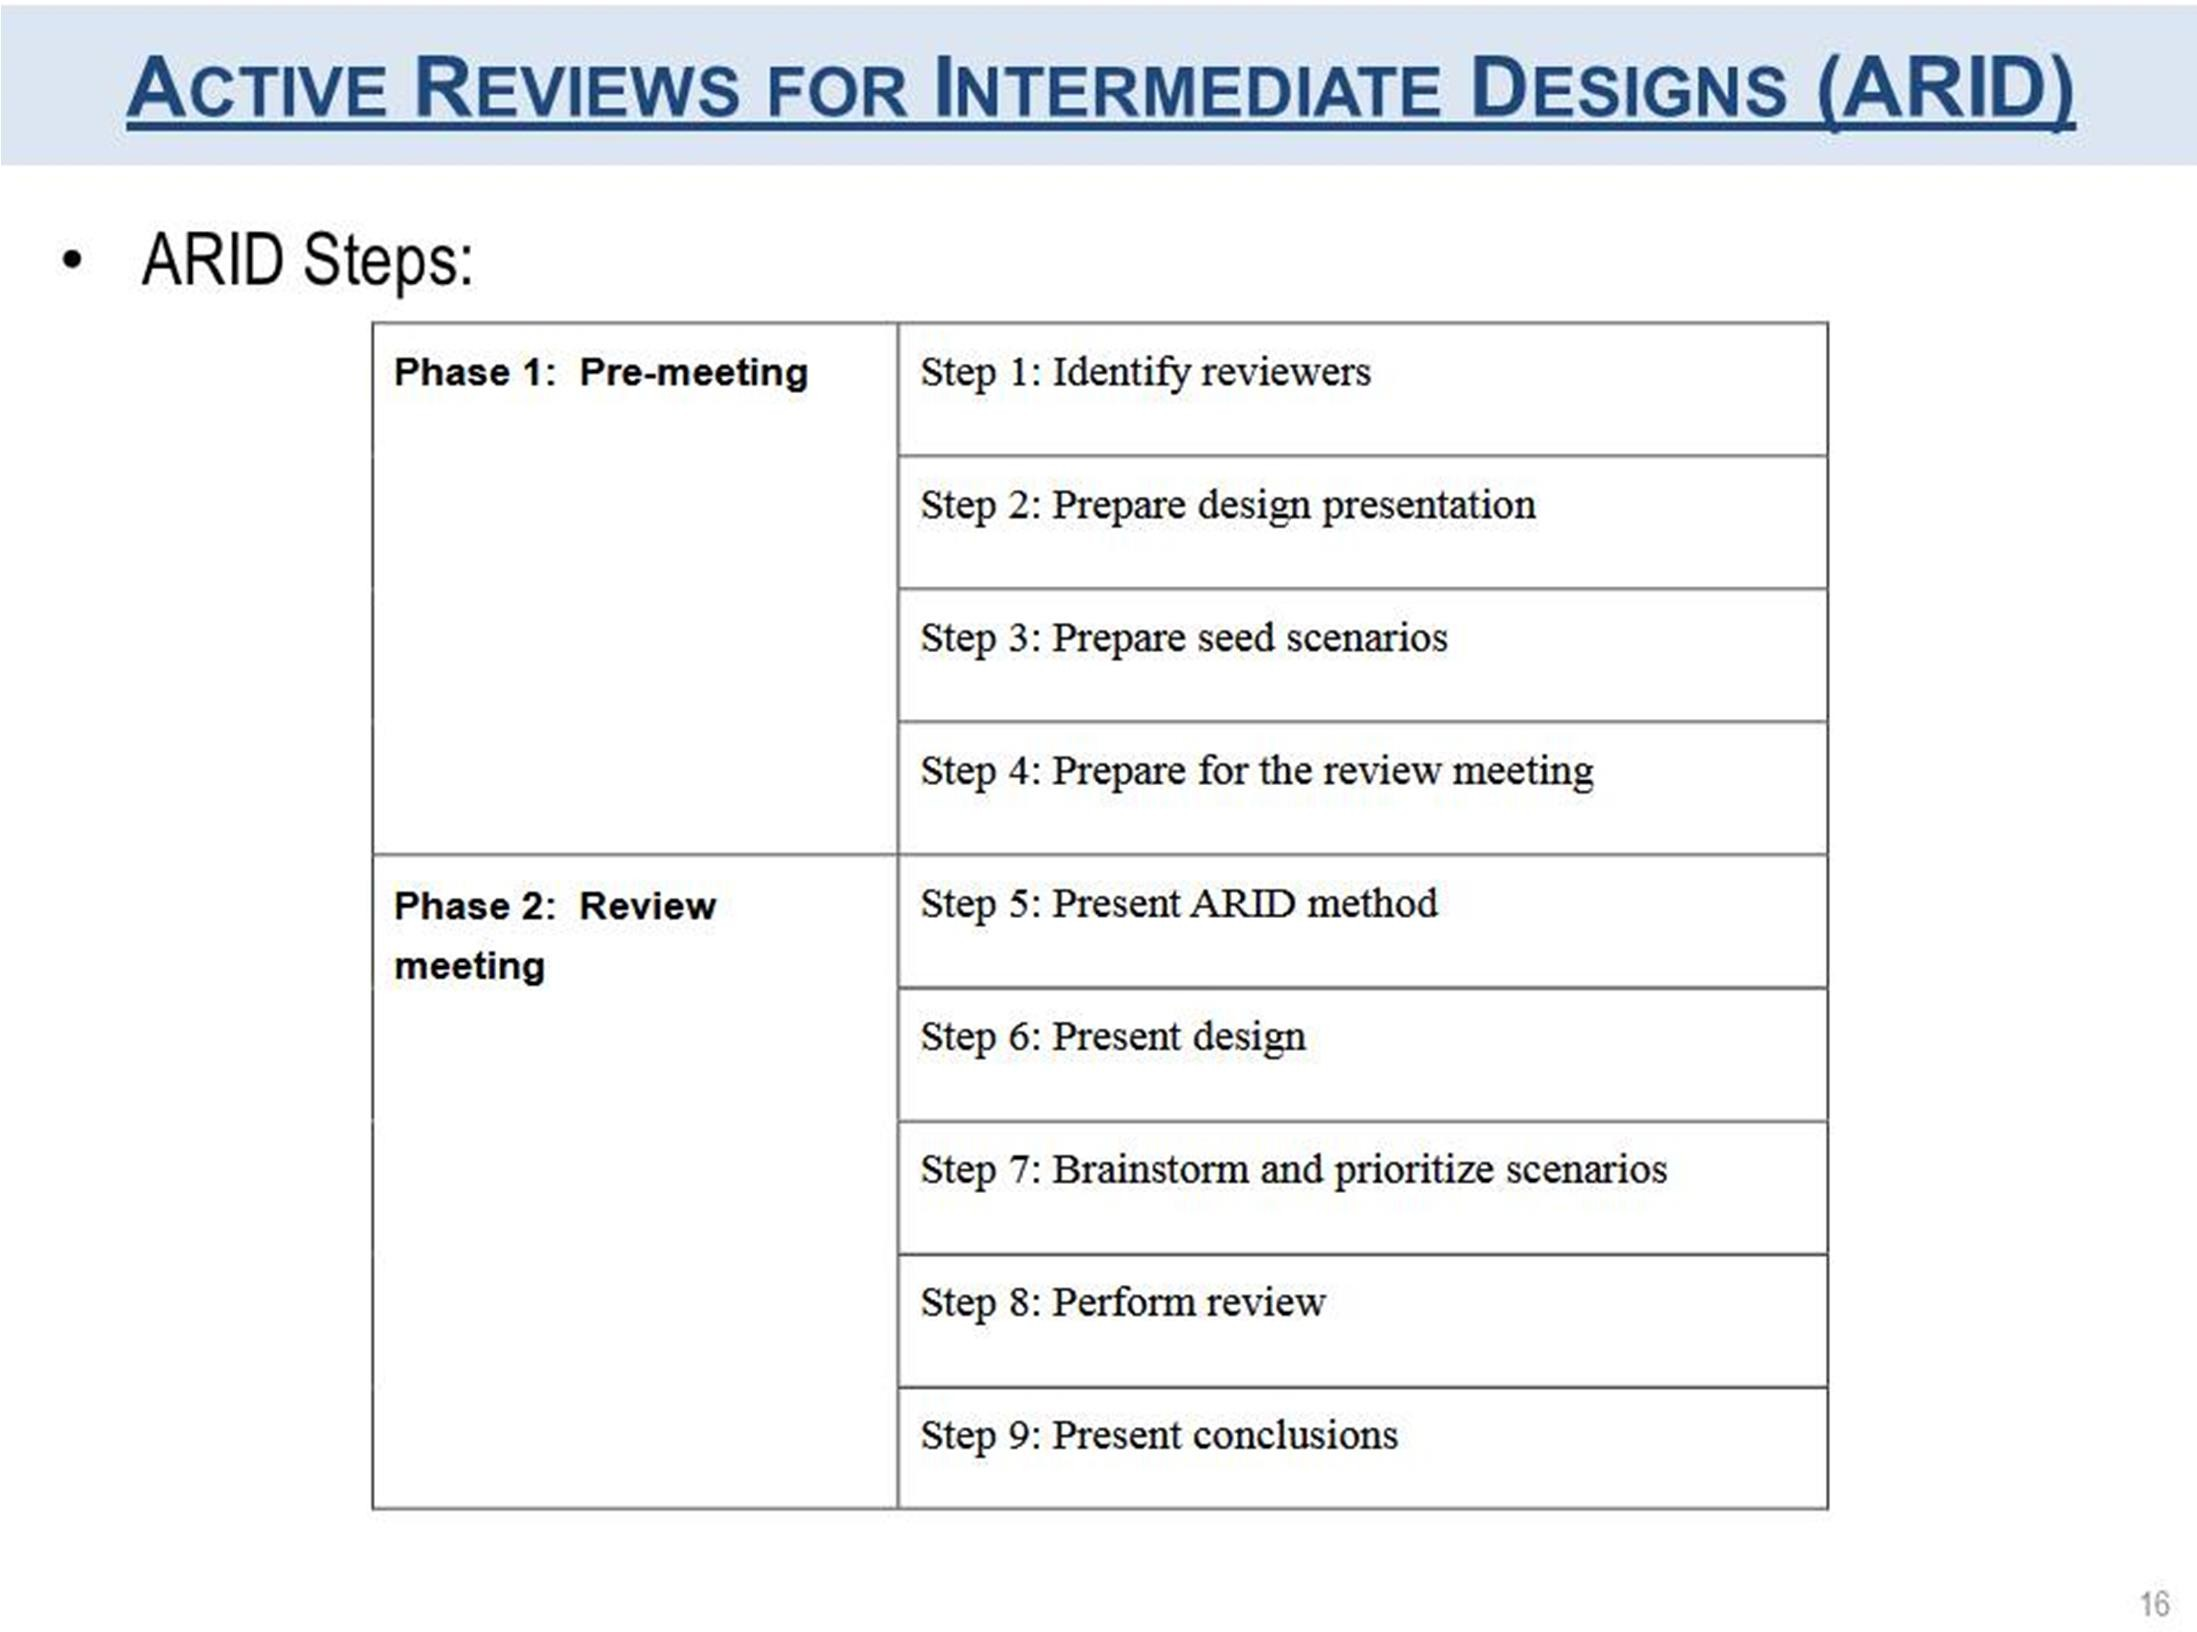 ACTIVE REVIEWS FOR INTERMEDIATE DESIGNS (ARID)
• ARID Steps:
Phase 1: Pre-meeting
Step 1: Identify reviewers
Step 2: Prepare design presentation
Step 3: Prepare seed scenarios
Step 4: Prepare for the review meeting
Phase 2: Review
meeting
Step 5: Present ARID method
Step 6: Present design
Step 7: Brainstorm and prioritize scenarios
Step 8: Perform review
Step 9: Present conclusions
16